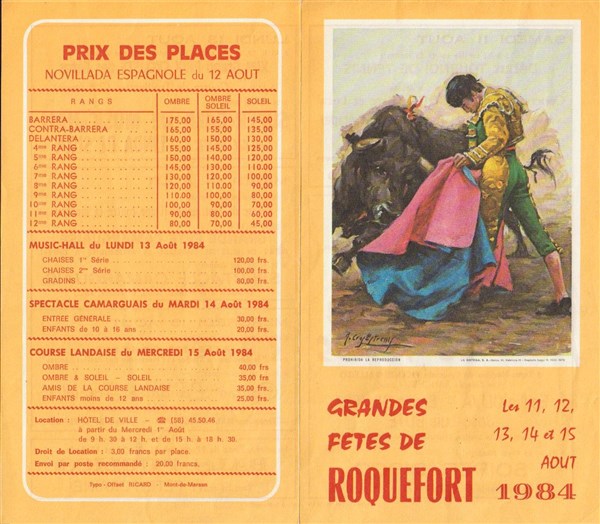 PRIX DES PLACES
NOVILLADA ESPAGNOLE du 12 AOUT
RANGS OMBRE OMBRE SOLEIL SOLEIL
BARRERA 175,00 165,00 145,00
CONTRA-BARRERA 165,00 155,00 135,00
DELANTERA 160,00 150,00 130,00
4me RANG 155,00 145,00 125,00
5me RANG 150,00 140,00 120,00
6me RANG 145,00 130,00 110,00
7me RANG 130,00 120,00 100,00
8me RANG 120,00 110,00 90,00
9me RANG 110,00 100,00 80,00
10me RANG 100,00 90,00 70,00
11me RANG 90,00 80,00 60,00
12me RANG 80,00 70,00 45,00
MUSIC-HALL du LUNDI 13 Août 1984
CHAISES 1re Série 120,00 frs.
CHAISES 2me Série 100,00 frs.
GRADINS 80,00 frs.
SPECTACLE CAMARGUAIS du MARDI 14 Août 1984
ENTRÉE GÉNÉRALE 30,00 frs.
ENFANTS de 10 à 16 ans 20,00 frs.
COURSE LANDAISE du MERCREDI 15 Août 1984
OMBRE 40,00 frs
OMBRE & SOLEIL - SOLEIL 35,00 frs.
AMIS DE LA COURSE LANDAISE 35,00 frs.
ENFANTS moins de 12 ans 25,00 frs.
Location : HÔTEL DE VILLE - ☎ (58) 45.50.46
à partir du Mercredi 1er Août
de 9 h. 30 à 12 h. et de 15 h. à 18 h. 30.
Droit de Location : 3,00 francs par place.
Envoi par poste recommandé : 20,00 francs.
Typo - Offset RICARD - Mont-de-Marsan
PROHIBIDA LA REPRODUCCION
GRANDES
FETES DE
ROQUEFORT
Les 11, 12,
13, 14 et 15
AOUT
1984